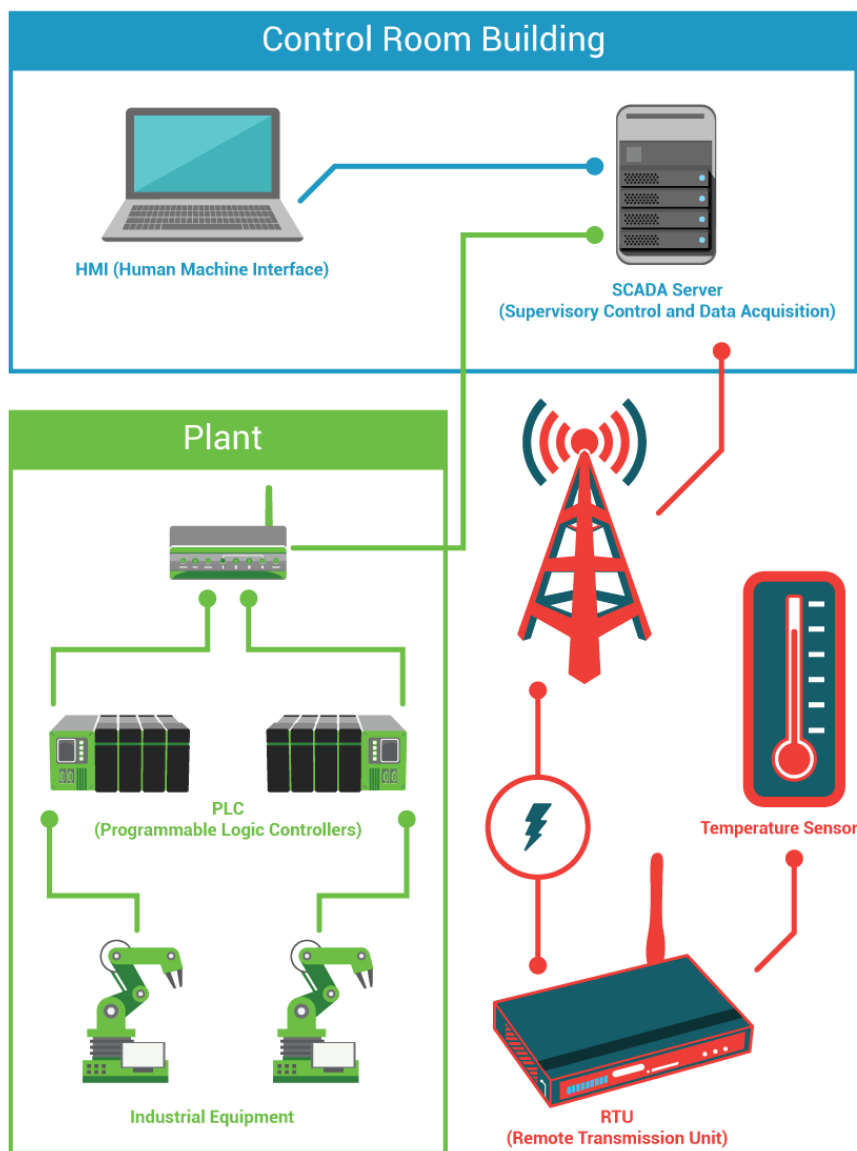 Control Room Building
HMI (Human Machine Interface)
SCADA Server
(Supervisory Control and Data Acquisition)
Plant
PLC
(Programmable Logic Controllers)
Temperature Sensor
Industrial Equipment
RTU
(Remote Transmission Unit)